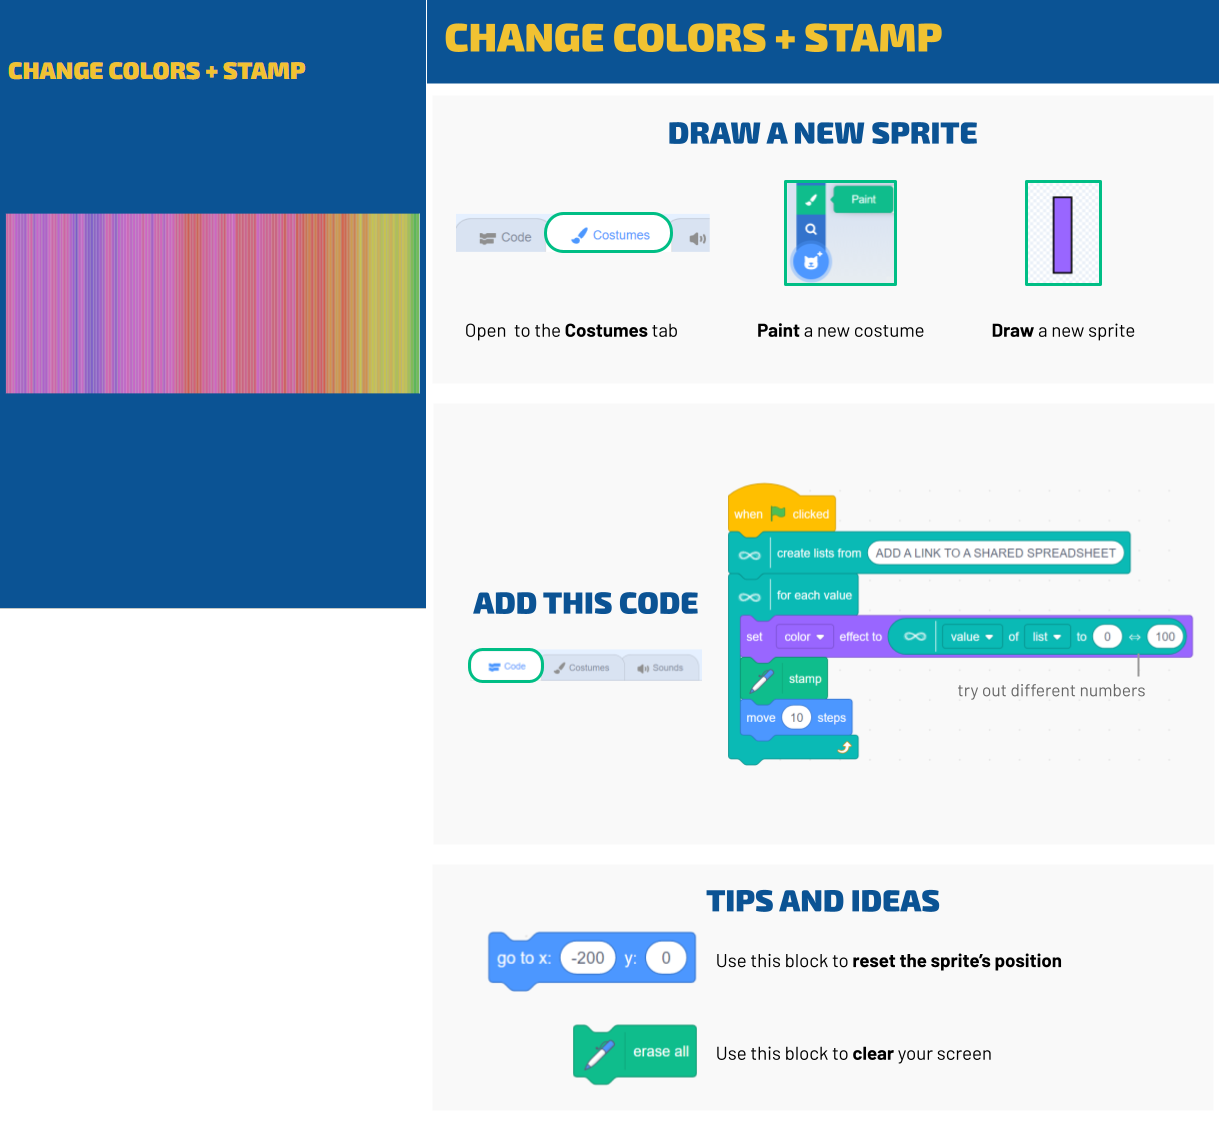 CHANGE COLORS + STAMP
CHANGE COLORS + STAMP
DRAW A NEW SPRITE
Code
Costumes
Paint
Open to the Costumes tab
Paint a new costume
Draw a new sprite
ADD THIS CODE
Code
Costumes
Sounds
when clicked
create lists from ADD A LINK TO A SHARED SPREADSHEET
for each value
set color effect to value of list to 0 ⇔ 100
stamp
try out different numbers
move 10 steps
TIPS AND IDEAS
go to x: -200 y: 0
Use this block to reset the sprite's position
erase all
Use this block to clear your screen